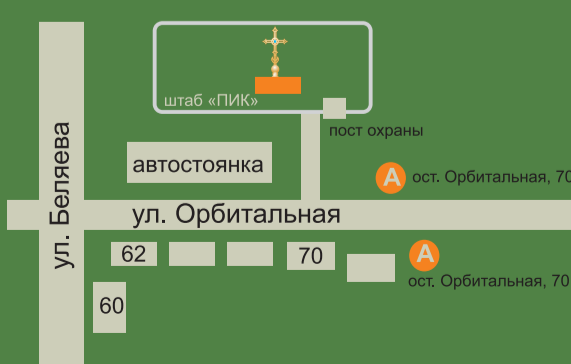 штаб «ПИК»
пост охраны
автостоянка
А ост. Орбитальная, 70
ул. Беляева
ул. Орбитальная
62
70
А
ост. Орбитальная, 70
60